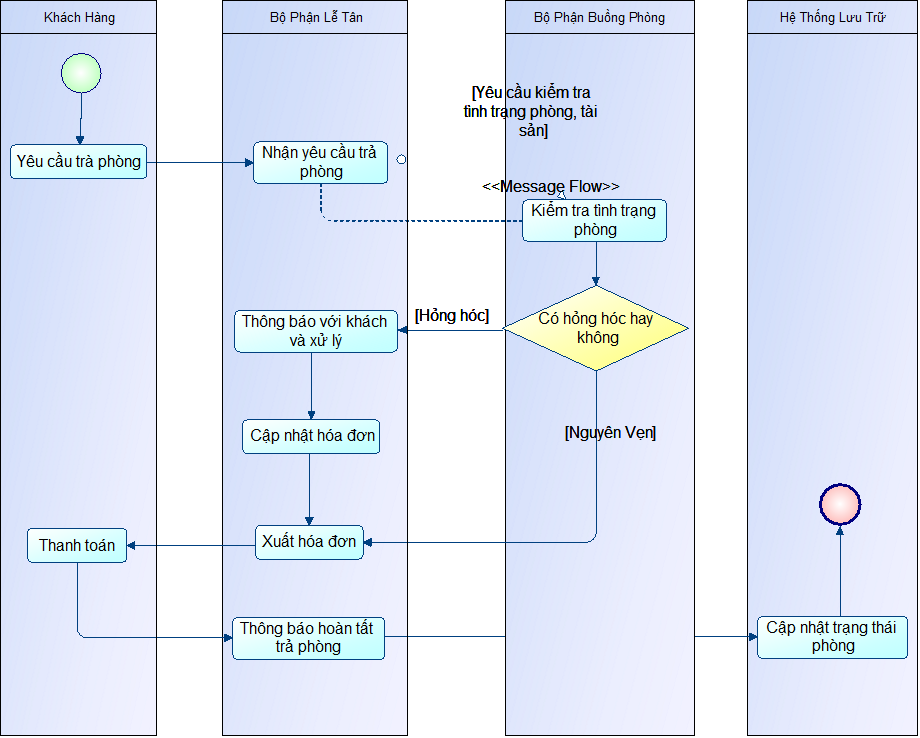 Khách Hàng
Bộ Phận Lễ Tân
Bộ Phận Buồng Phòng
Hệ Thống Lưu Trữ
[Yêu cầu kiểm tra
tình trạng phòng, tài
sản]
Yêu cầu trả phòng
Nhận yêu cầu trả
phòng
<<Message Flow>>
Kiểm tra tình trạng
phòng
Thông báo với khách
và xử lý
[Hỏng hóc]
Có hỏng hóc hay
không
Cập nhật hóa đơn
[Nguyên Vẹn]
Thanh toán
Xuất hóa đơn
Thông báo hoàn tất
trả phòng
Cập nhật trạng thái
phòng